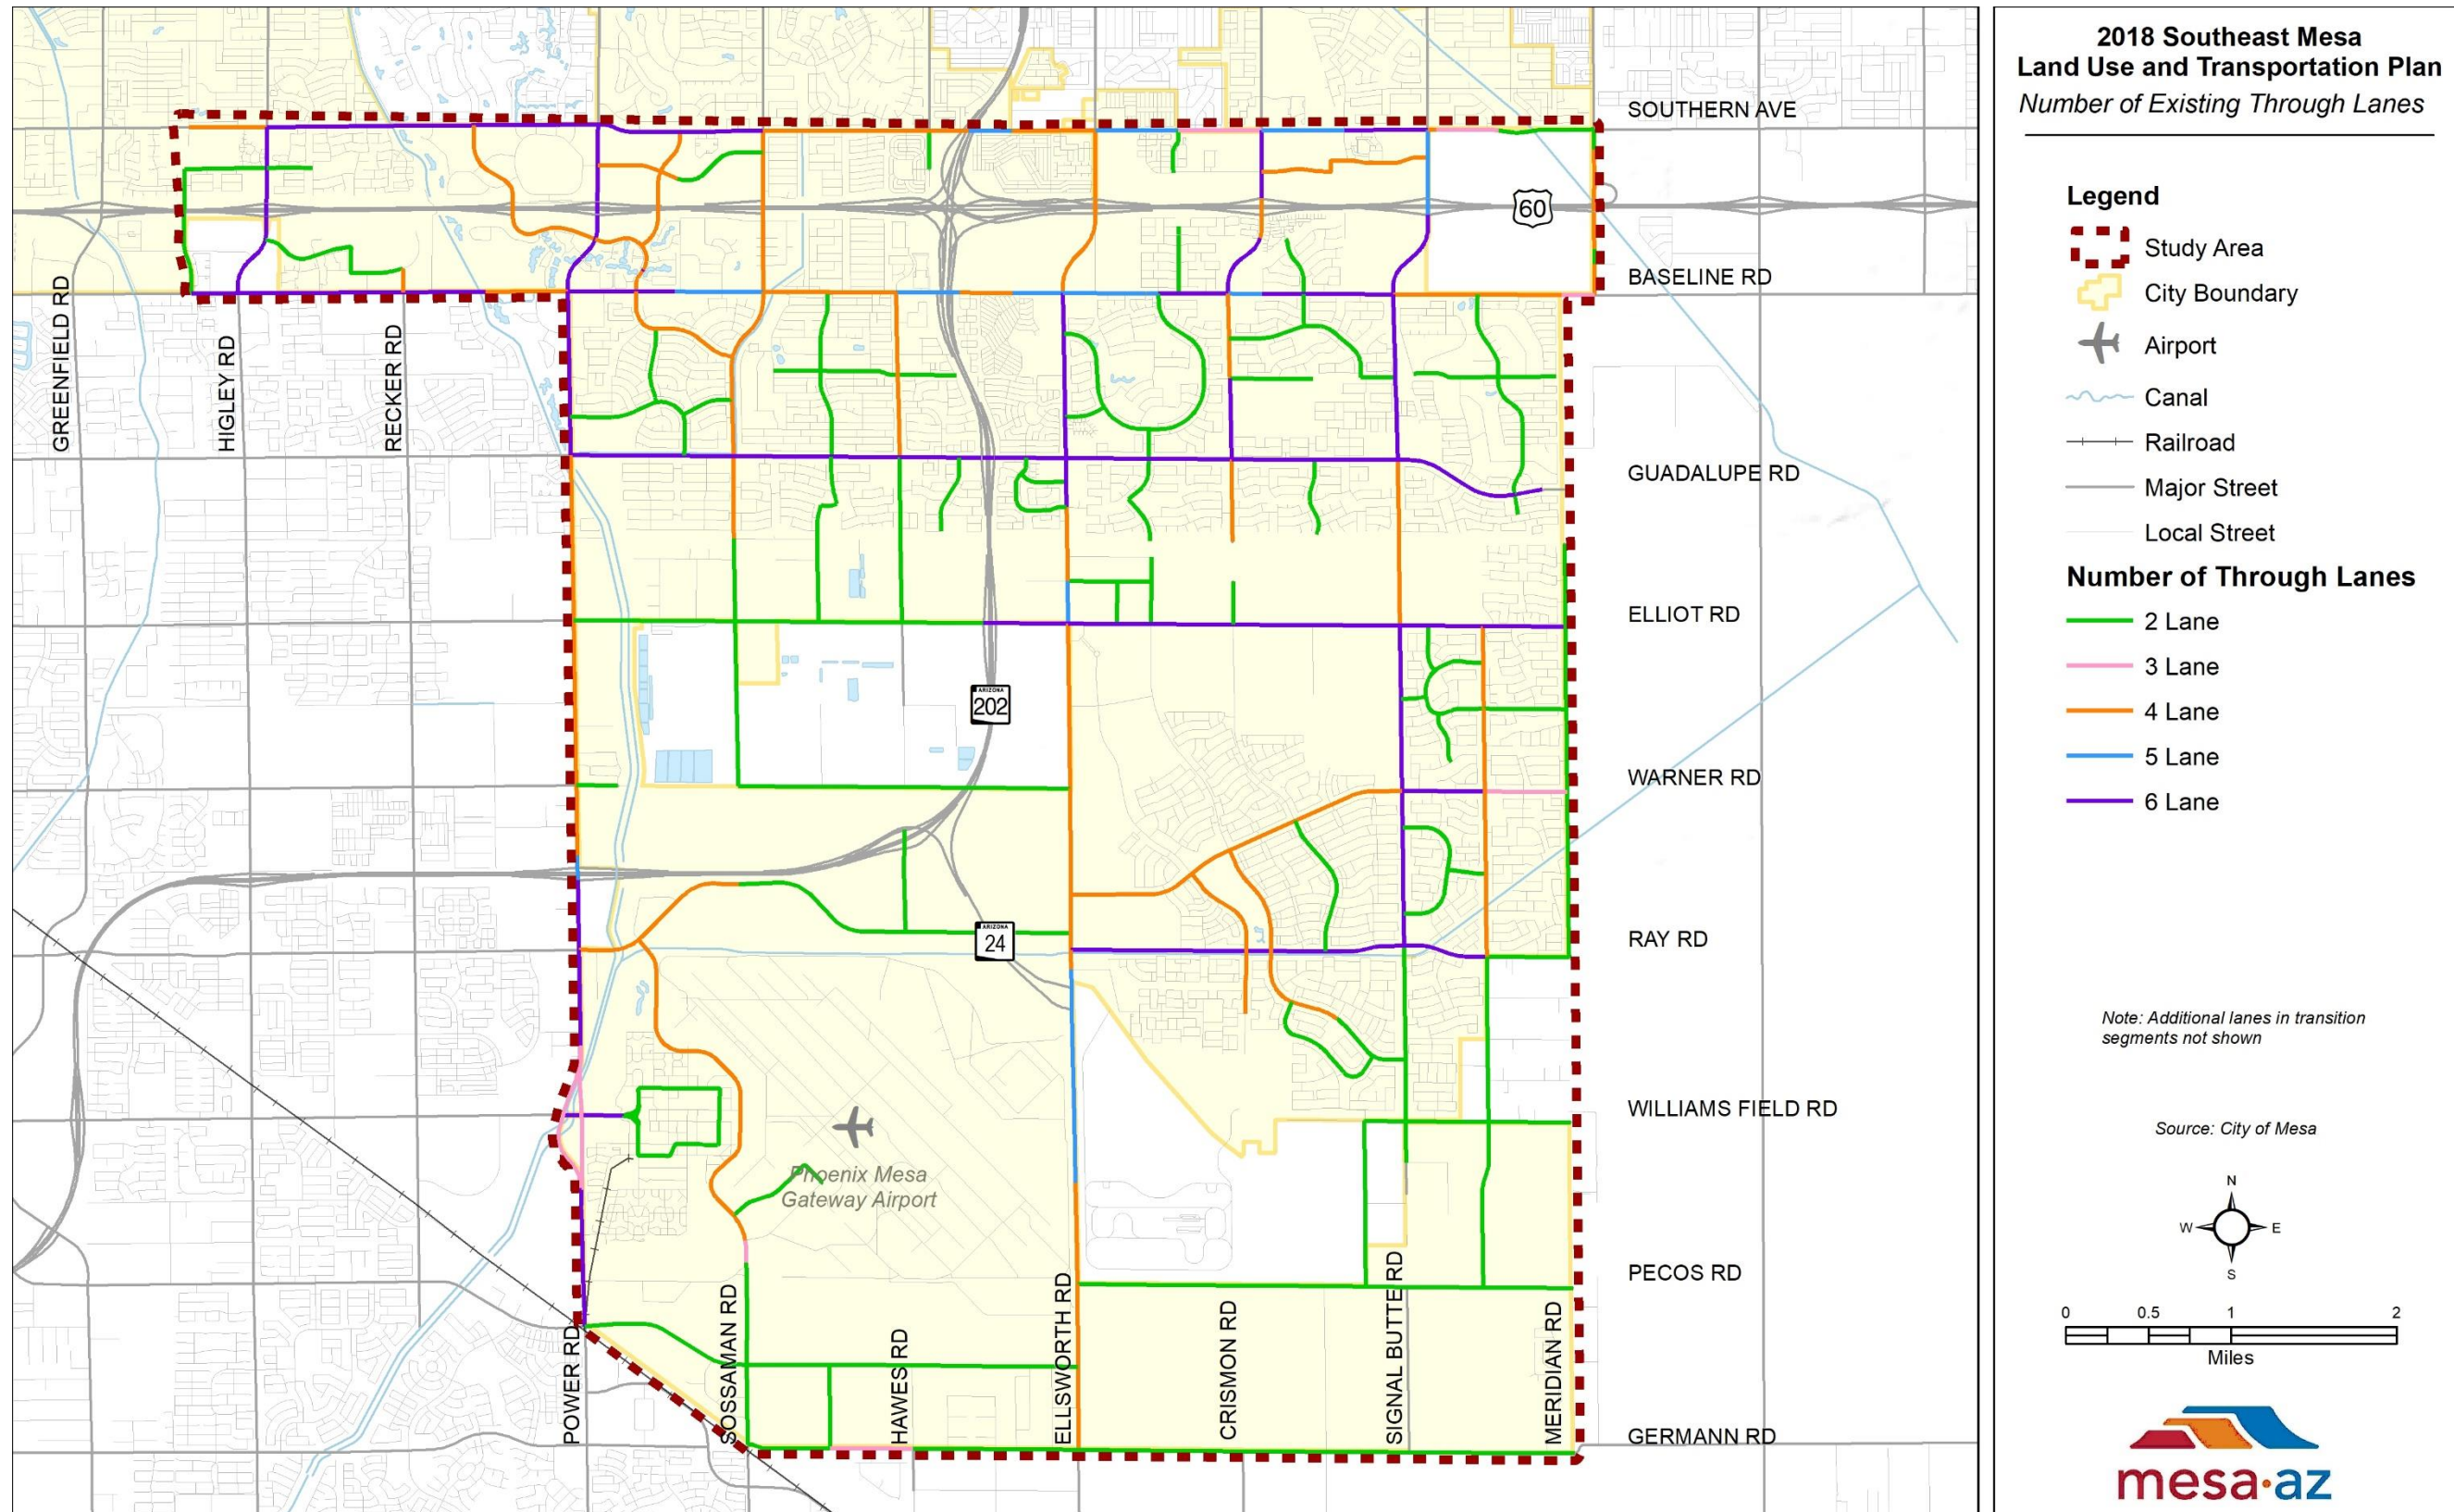 2018 Southeast Mesa
Land Use and Transportation Plan
Number of Existing Through Lanes
Legend
Study Area
City Boundary
Airport
Canal
Railroad
Major Street
Local Street
Number of Through Lanes
2 Lane
3 Lane
4 Lane
5 Lane
6 Lane
Note: Additional lanes in transition
segments not shown
Source: City of Mesa
N
W
E
S
0
0.5
1
2
Miles
mesa·az
SOUTHERN AVE
60
BASELINE RD
GREENFIELD RD
HIGLEY RD
RECKER RD
GUADALUPE RD
ELLIOT RD
ARIZONA
202
WARNER RD
RAY RD
ARIZONA
24
WILLIAMS FIELD RD
Phoenix Mesa
Gateway Airport
PECOS RD
POWER RD
SOSSAMAN RD
HAWES RD
ELLSWORTH RD
CRISMON RD
SIGNAL BUTTE RD
MERIDIAN RD
GERMANN RD